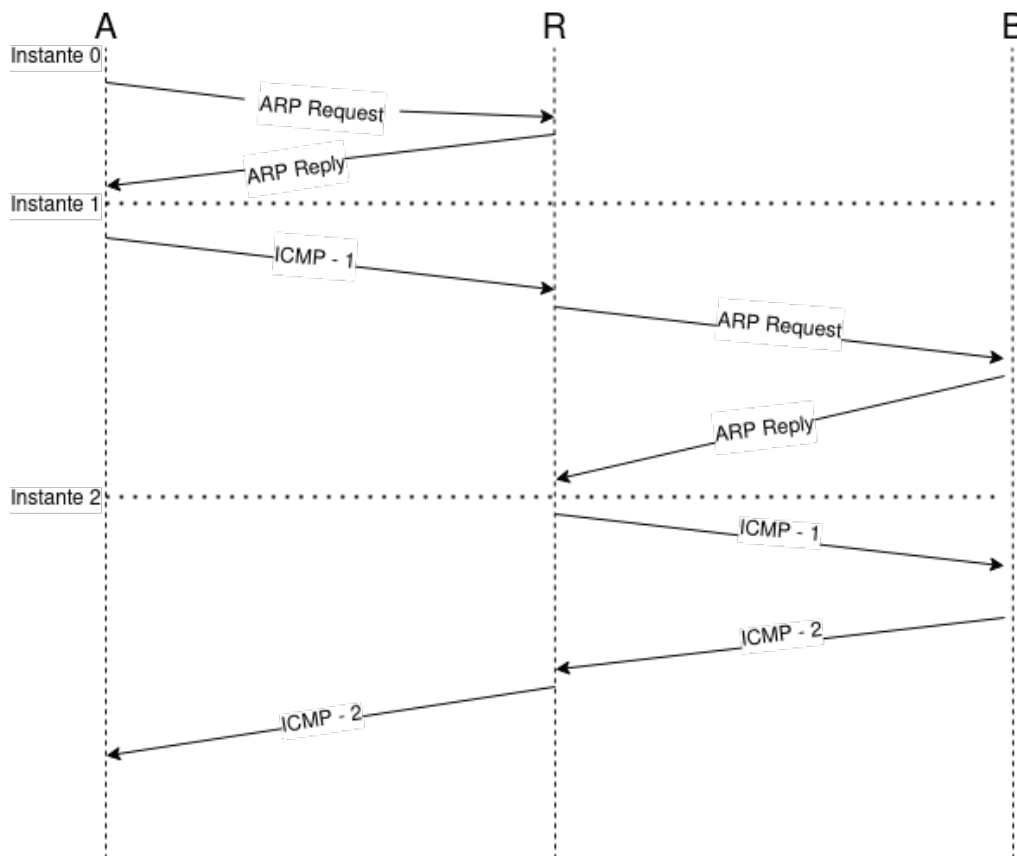 A R B
Instante 0
ARP Request
ARP Reply
Instante 1
ICMP - 1
ARP Request
ARP Reply
Instante 2
ICMP - 1
ICMP - 2
ICMP - 2